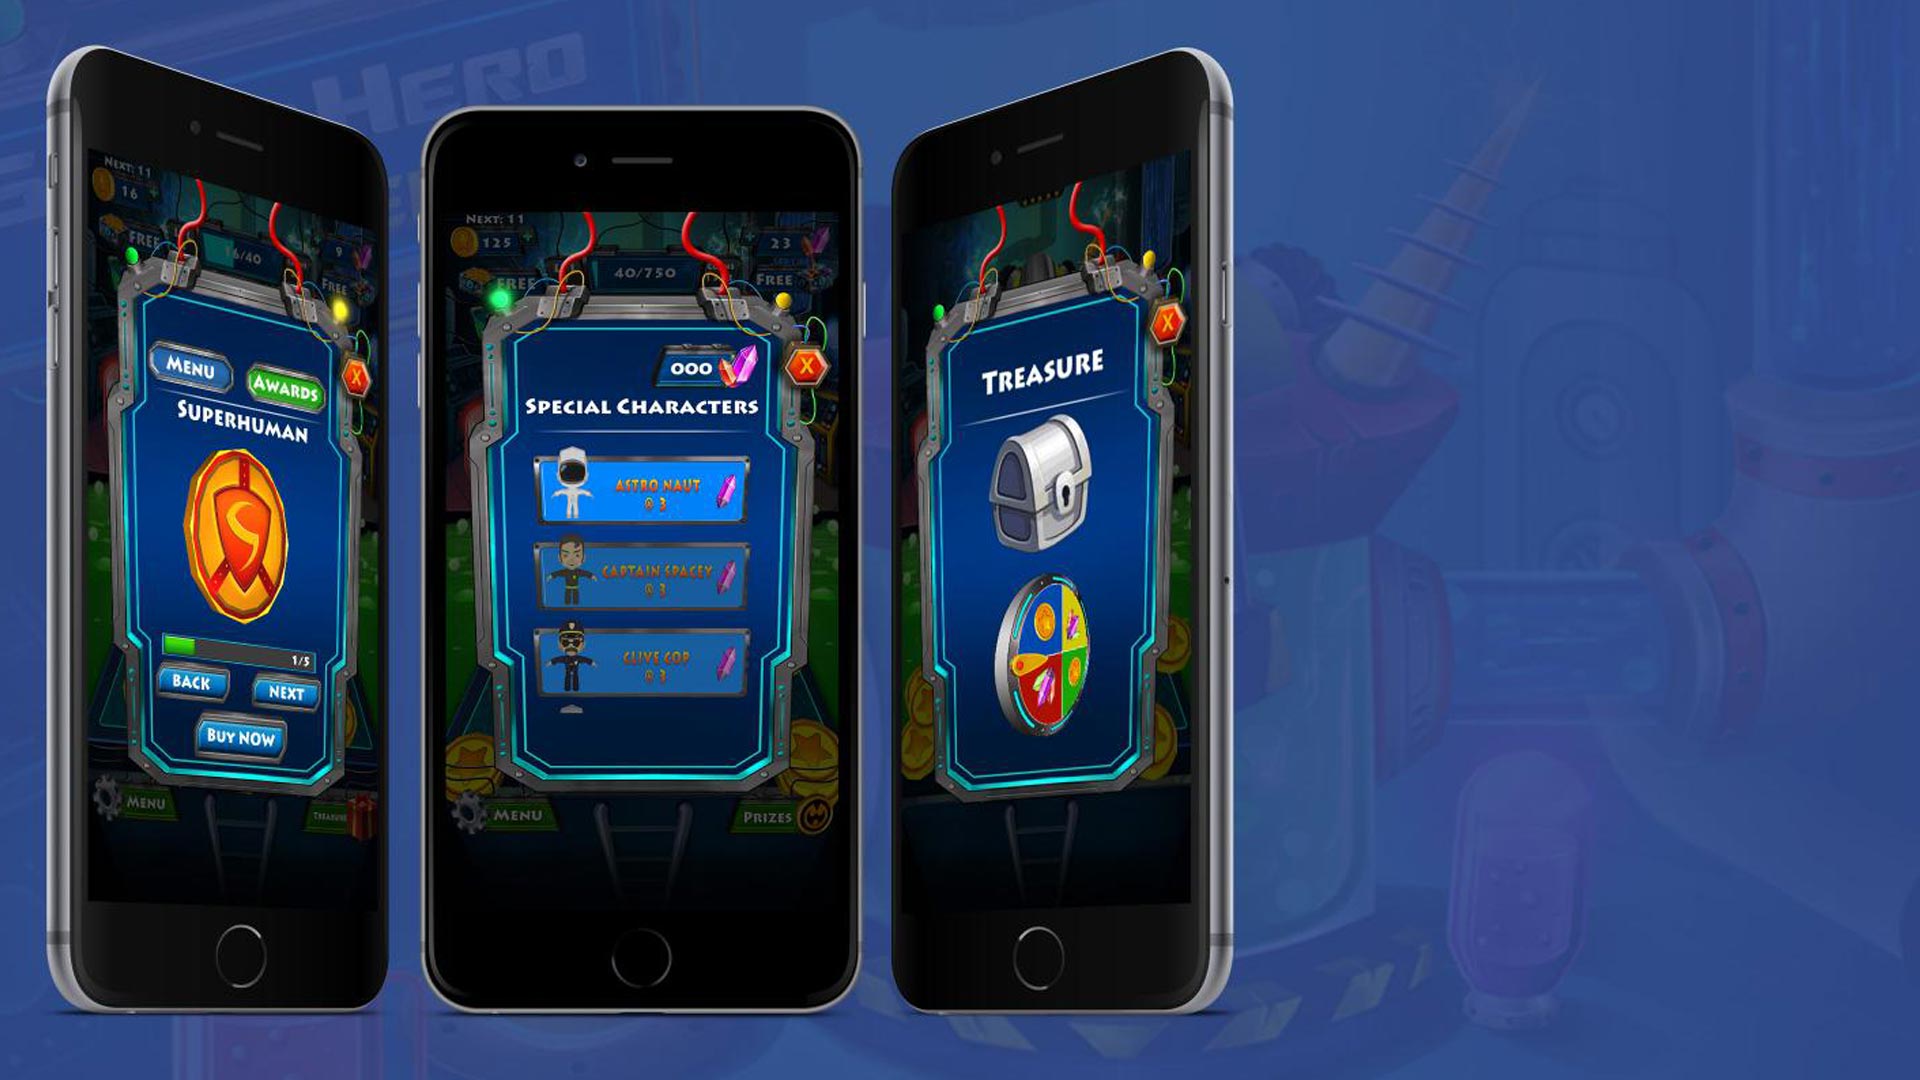 HERO
NEXT: 11
16
FREE
16/40
9
FREE
MENU
AWARDS
SUPERHUMAN
S
1/5
BACK
NEXT
BUY NOW
MENU
TREASURE
NEXT: 11
125
23
FREE
40/750
FREE
000
X
SPECIAL CHARACTERS
ASTRO NAUT
@ 3
CAPTAIN SPACEY
@ 3
CLIVE COP
@ 3
MENU
PRIZES
X
TREASURE
X